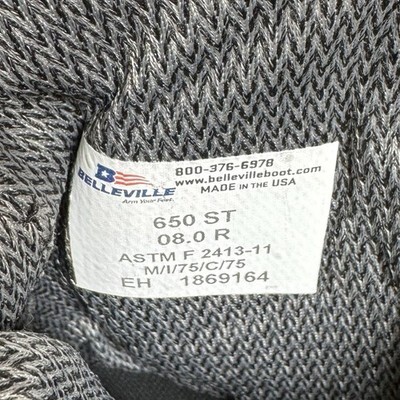 800-376-6978
BELLEVILLE www.bellevilleboot.com
Arm Your Feet. MADE IN THE USA
650 ST
08.0 R
ASTM F 2413-11
M/I/75/C/75
EH 1869164